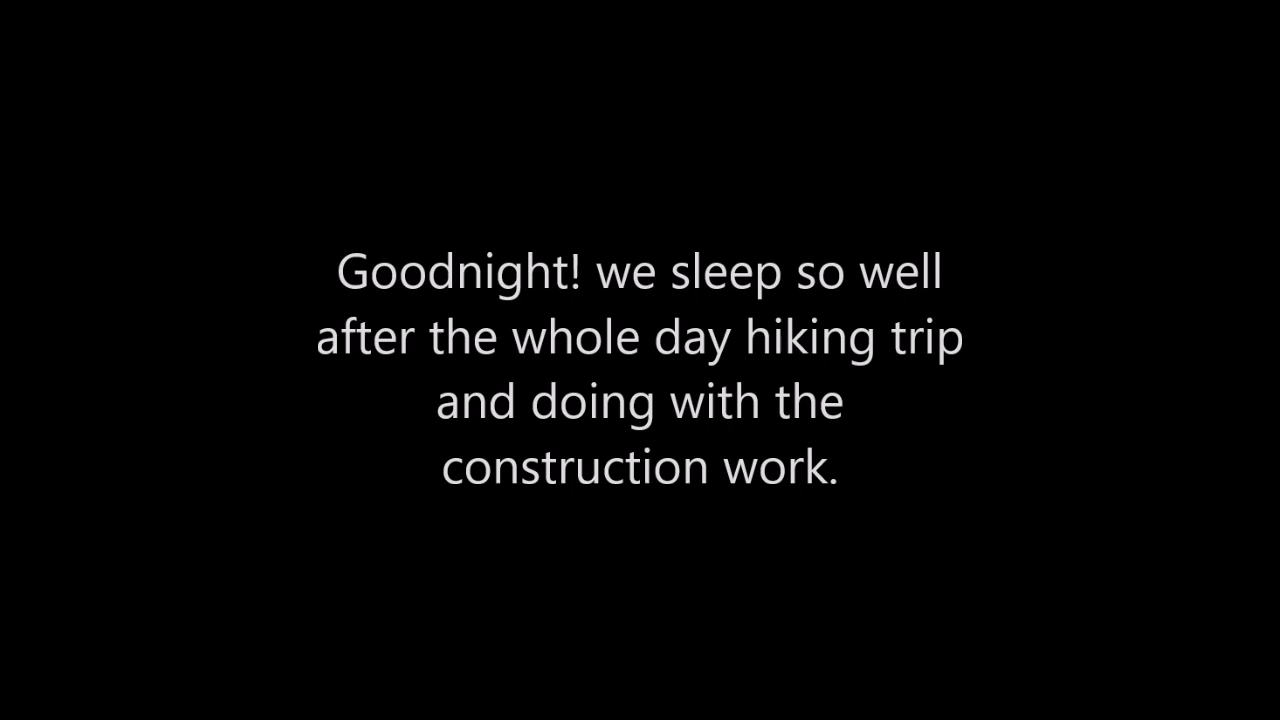 Goodnight! we sleep so well
after the whole day hiking trip
and doing with the
construction work.